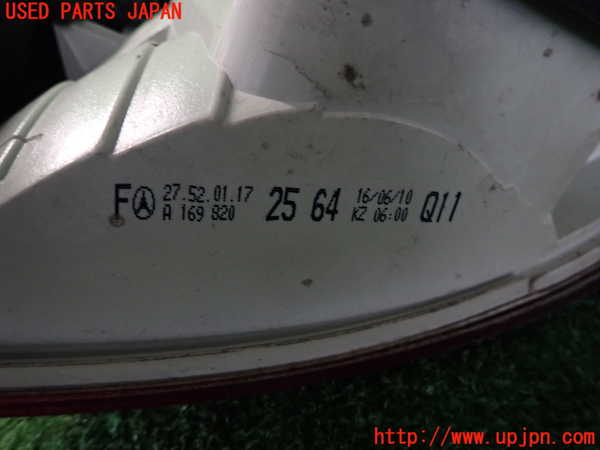 USED PARTS JAPAN
F 27.52.01.17 25 64 16/06/10 Q11
A 169 820 KZ 06:00
http://www.upjpn.com/